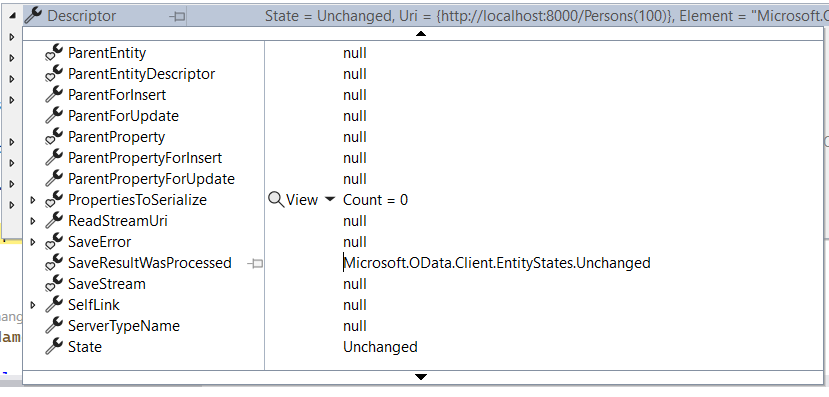 Descriptor State = Unchanged, Uri = {http://localhost:8000/Persons(100)}, Element = "Microsoft.O
ParentEntity null
ParentEntityDescriptor null
ParentForInsert null
ParentForUpdate null
ParentProperty null
ParentPropertyForInsert null
ParentPropertyForUpdate null
PropertiesToSerialize View Count = 0
ReadStreamUri null
SaveError null
SaveResultWasProcessed Microsoft.OData.Client.EntityStates.Unchanged
SaveStream null
SelfLink null
ServerTypeName null
State Unchanged